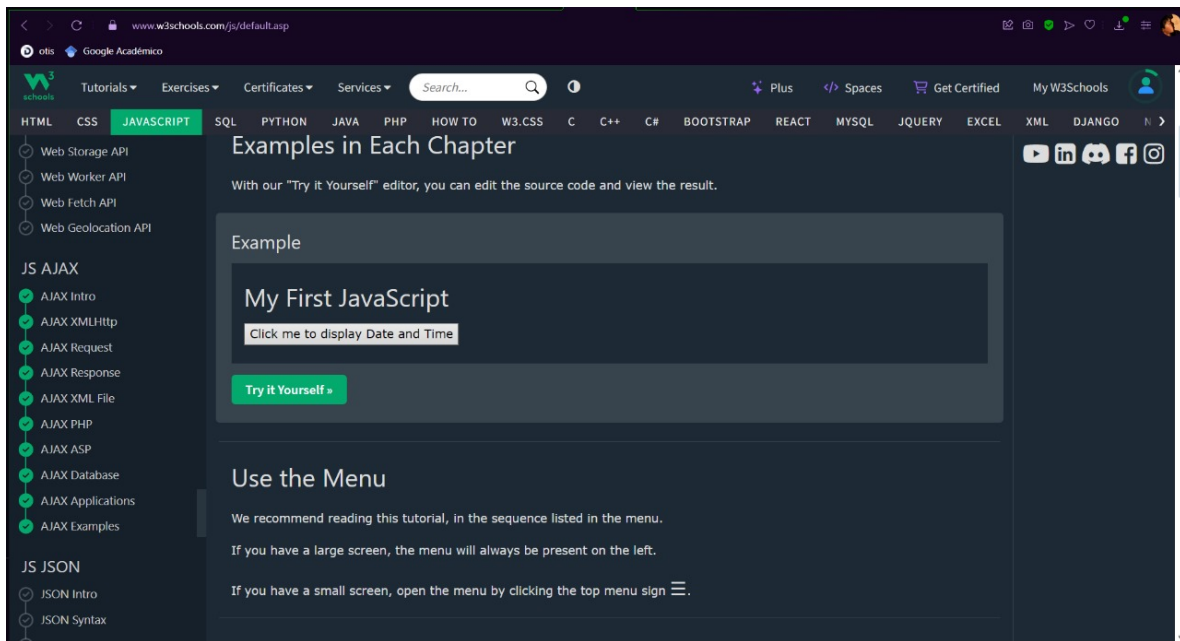 www.w3schools.com/js/default.asp
otis Google Académico
W3 schools Tutorials Exercises Certificates Services Search... Plus </> Spaces Get Certified My W3Schools
HTML CSS JAVASCRIPT SQL PYTHON JAVA PHP HOW TO W3.CSS C C++ C# BOOTSTRAP REACT MYSQL JQUERY EXCEL XML DJANGO N
Web Storage API
Web Worker API
Web Fetch API
Web Geolocation API
JS AJAX
AJAX Intro
AJAX XMLHttp
AJAX Request
AJAX Response
AJAX XML File
AJAX PHP
AJAX ASP
AJAX Database
AJAX Applications
AJAX Examples
JS JSON
JSON Intro
JSON Syntax
Examples in Each Chapter
With our "Try it Yourself" editor, you can edit the source code and view the result.
Example
My First JavaScript
Click me to display Date and Time
Try it Yourself »
Use the Menu
We recommend reading this tutorial, in the sequence listed in the menu.
If you have a large screen, the menu will always be present on the left.
If you have a small screen, open the menu by clicking the top menu sign ☰.